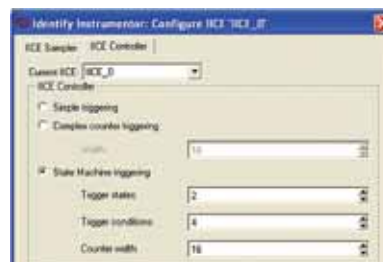 Identify Instrumentor: Configure IICE 'IICE_0'
IICE Sampler IICE Controller
Current IICE: IICE_0
IICE Controller
Simple triggering
Complex counter triggering
Width: 16
State Machine triggering
Trigger states: 2
Trigger conditions: 4
Counter width: 16